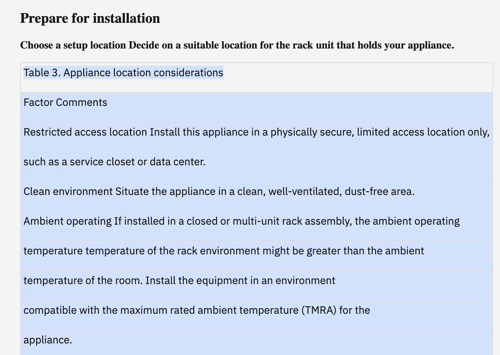 Prepare for installation
Choose a setup location Decide on a suitable location for the rack unit that holds your appliance.
Table 3. Appliance location considerations
Factor Comments
Restricted access location Install this appliance in a physically secure, limited access location only,
such as a service closet or data center.
Clean environment Situate the appliance in a clean, well-ventilated, dust-free area.
Ambient operating If installed in a closed or multi-unit rack assembly, the ambient operating
temperature temperature of the rack environment might be greater than the ambient
temperature of the room. Install the equipment in an environment
compatible with the maximum rated ambient temperature (TMRA) for the
appliance.